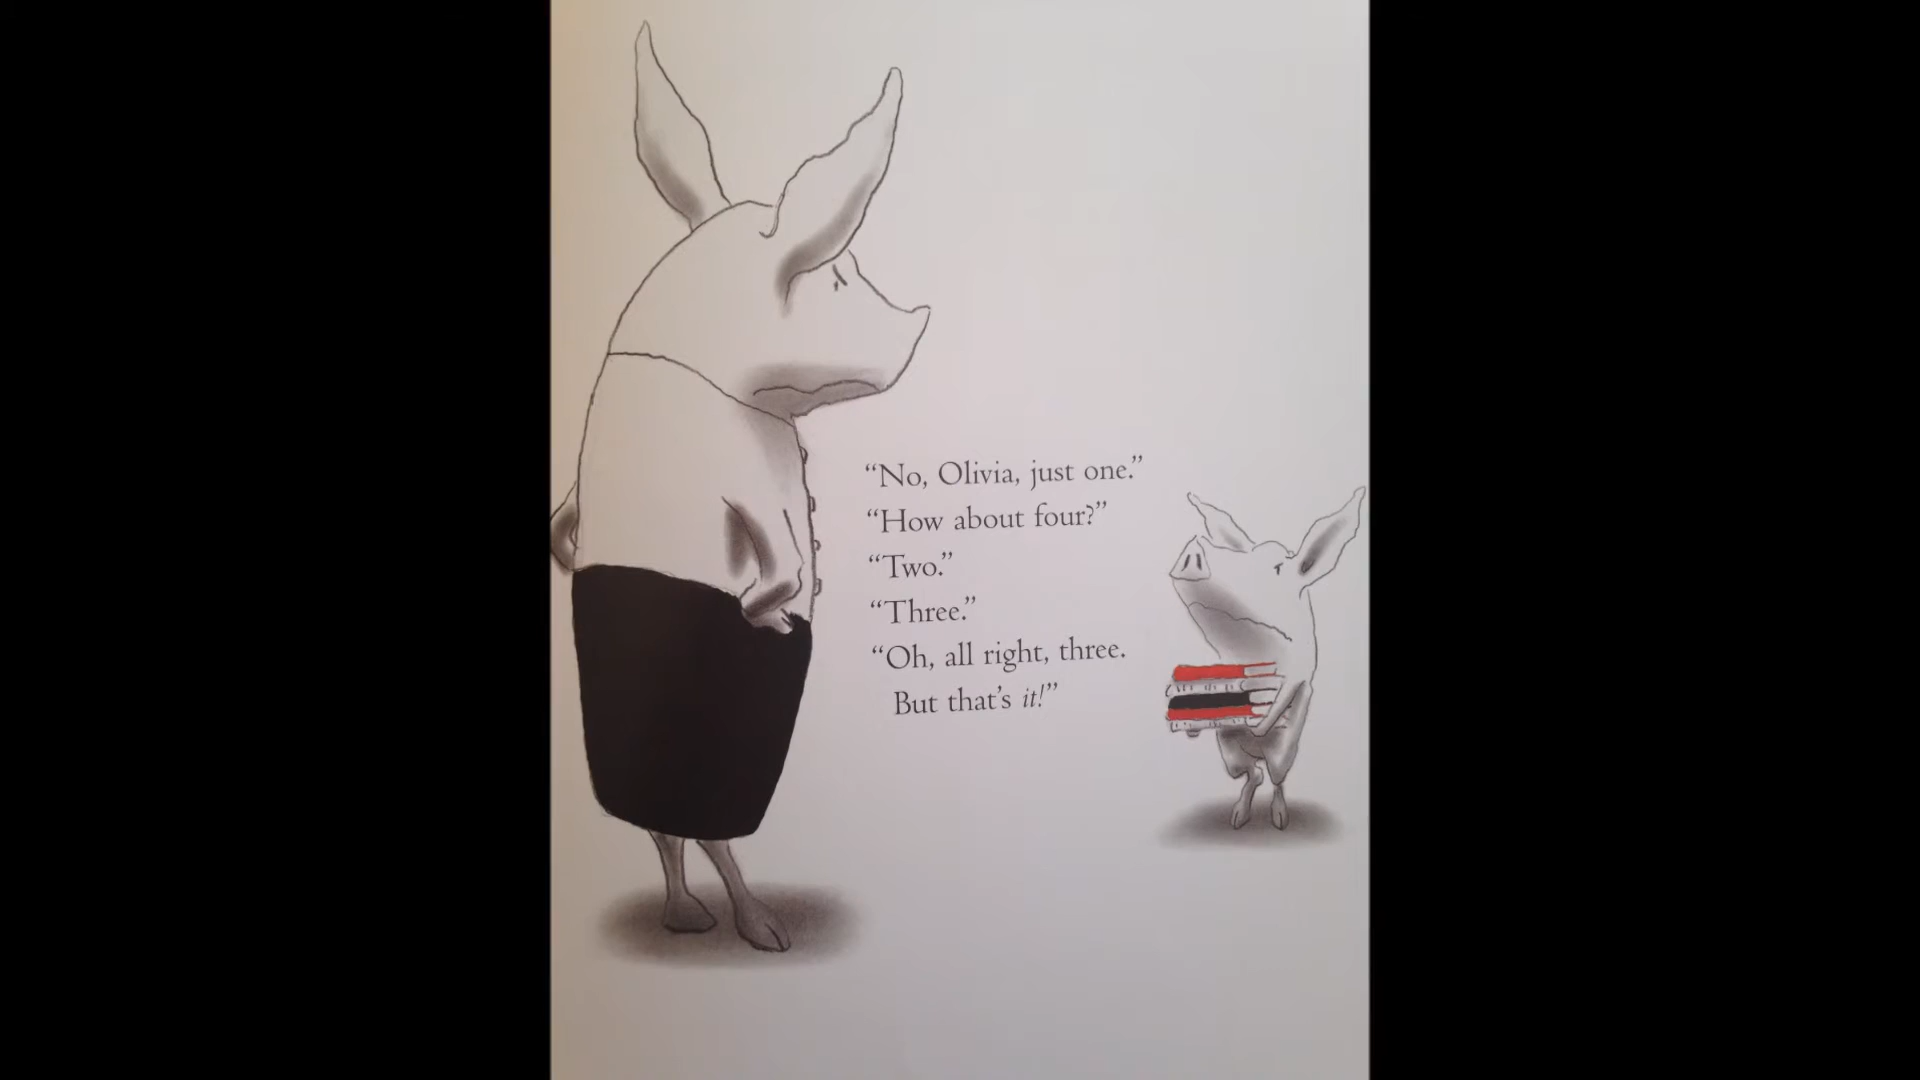 “No, Olivia, just one.”
“How about four?”
“Two.”
“Three.”
“Oh, all right, three.
But that’s it!”